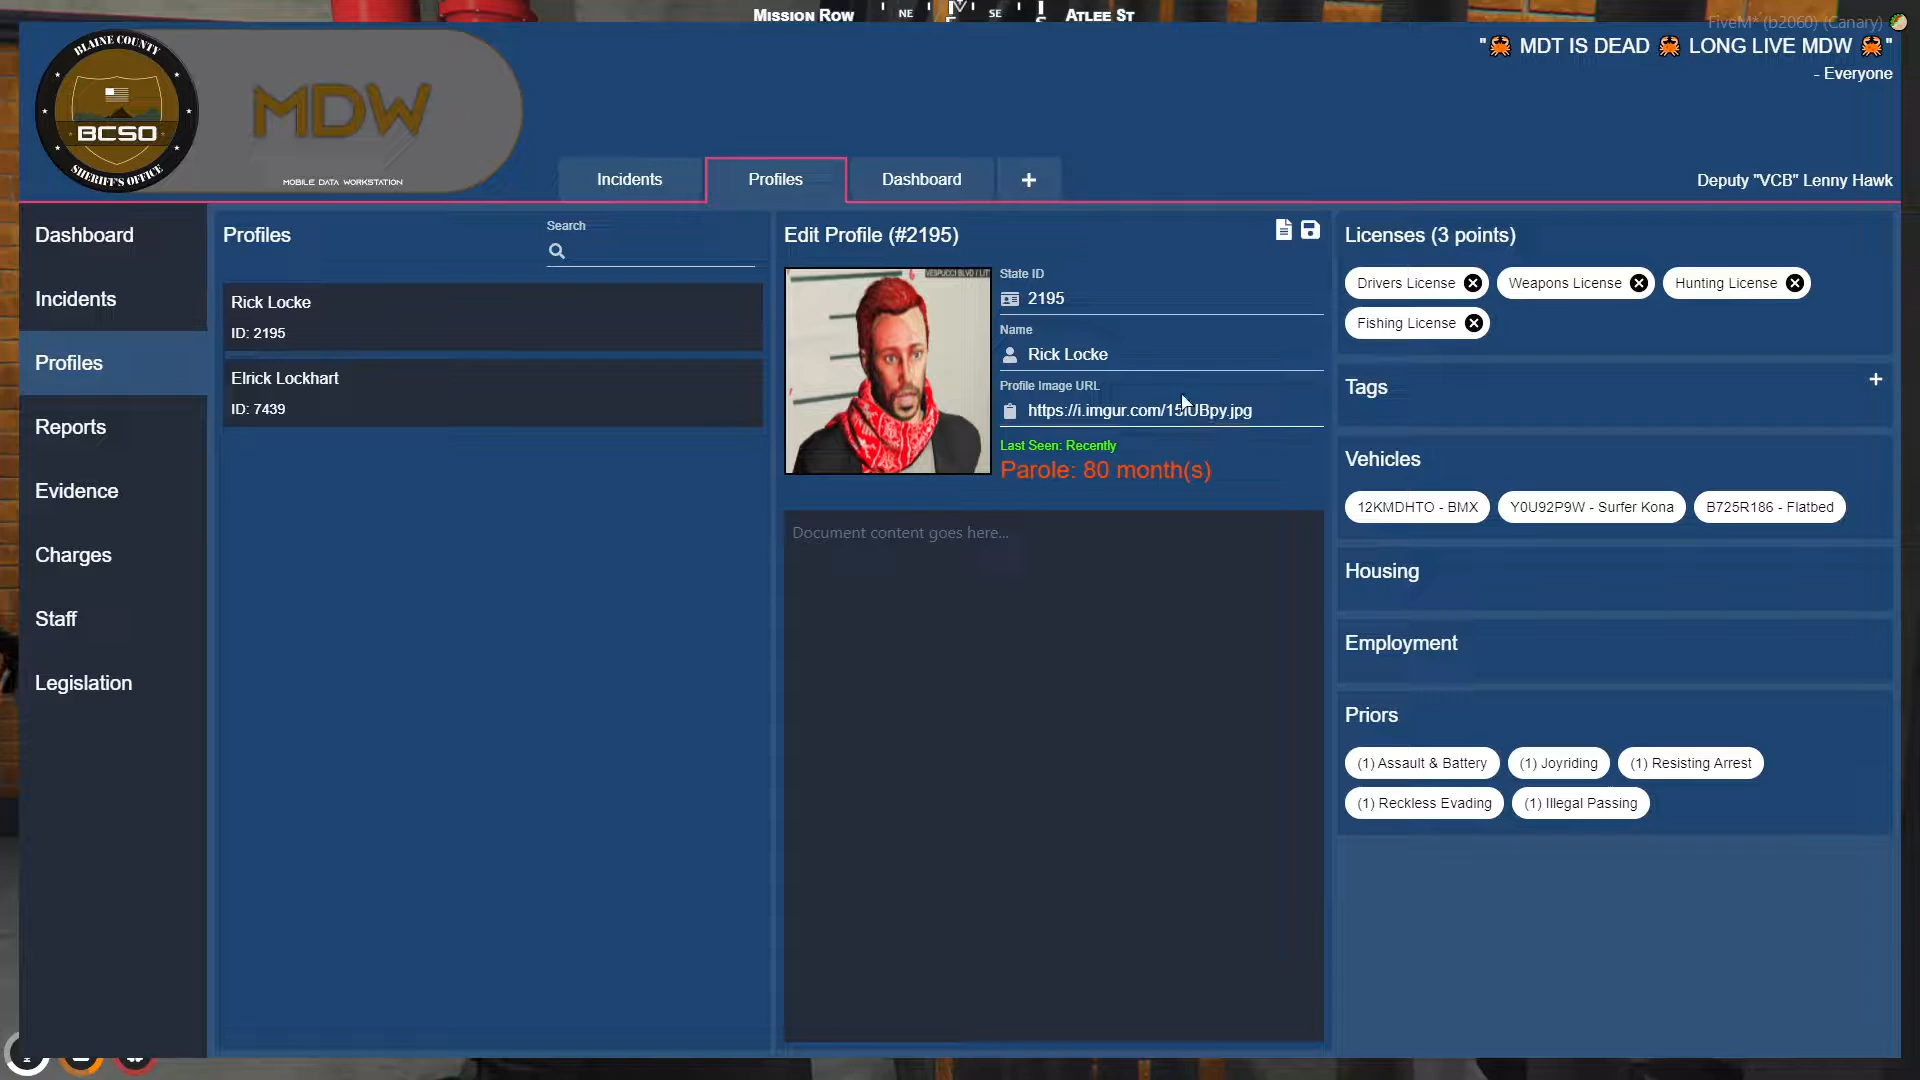 MISSION ROW
NE
SE
ATLEE ST
FiveM* (b2060) (Canary)
"🦀 MDT IS DEAD 🦀 LONG LIVE MDW 🦀"
- Everyone
BLAINE COUNTY
BCSO
SHERIFF'S OFFICE
MDW
MOBILE DATA WORKSTATION
Incidents
Profiles
Dashboard
+
Deputy "VCB" Lenny Hawk
Dashboard
Incidents
Profiles
Reports
Evidence
Charges
Staff
Legislation
Profiles
Search
Rick Locke
ID: 2195
Elrick Lockhart
ID: 7439
Edit Profile (#2195)
VESPUCCI BLVD / LIT
State ID
2195
Name
Rick Locke
Profile Image URL
Last Seen: Recently
Parole: 80 month(s)
Document content goes here...
Licenses (3 points)
Drivers License
Weapons License
Hunting License
Fishing License
Tags
+
Vehicles
12KMDHTO - BMX
Y0U92P9W - Surfer Kona
B725R186 - Flatbed
Housing
Employment
Priors
(1) Assault & Battery
(1) Joyriding
(1) Resisting Arrest
(1) Reckless Evading
(1) Illegal Passing